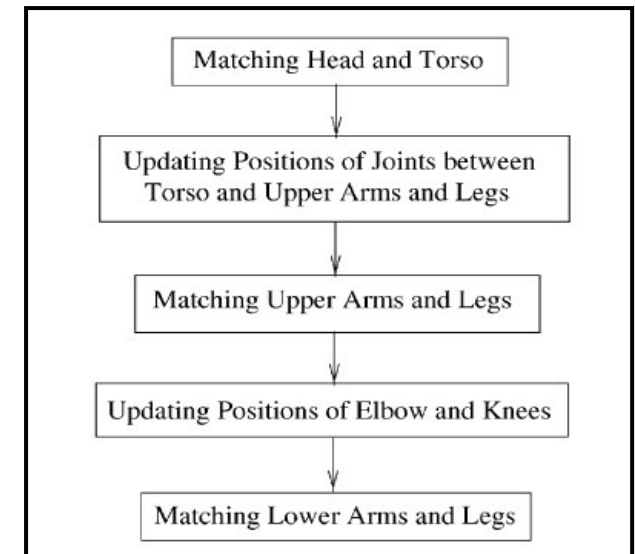 Matching Head and Torso
Updating Positions of Joints between
Torso and Upper Arms and Legs
Matching Upper Arms and Legs
Updating Positions of Elbow and Knees
Matching Lower Arms and Legs